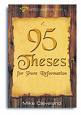 95
Theses
for Pure Reformation
Mike Cleveland